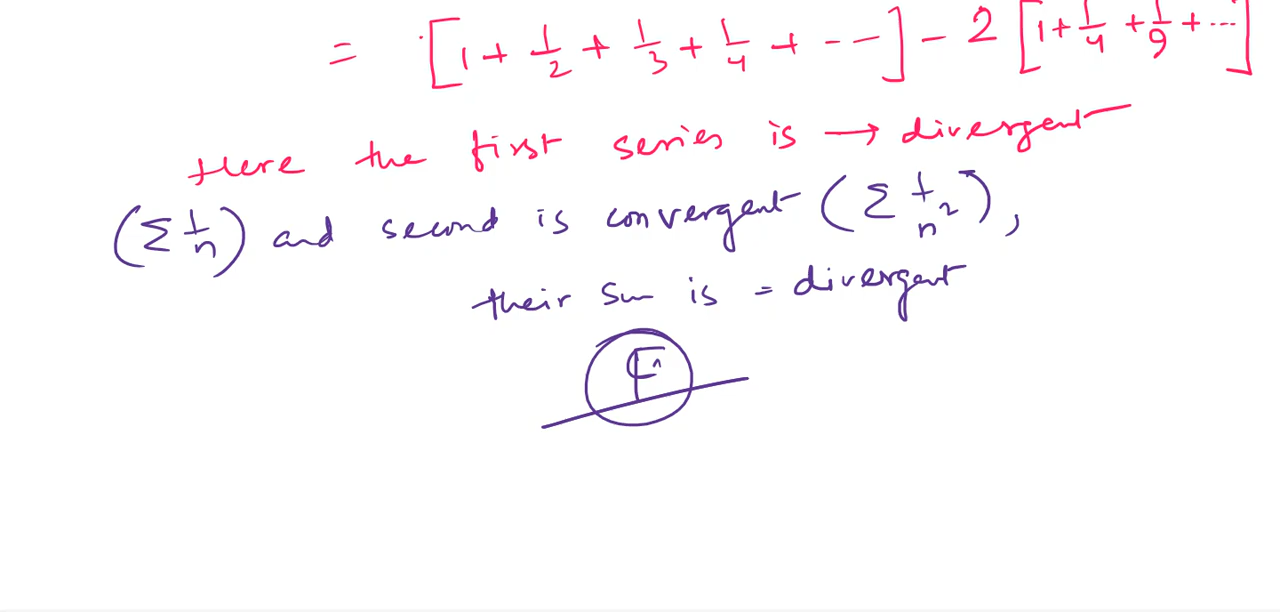 = [1 + 1/2 + 1/3 + 1/4 + ---] - 2 [1 + 1/4 + 1/9 + ...]
Here the first series is → divergent
(Σ 1/n) and second is convergent (Σ 1/n²),
their sum is = divergent
F